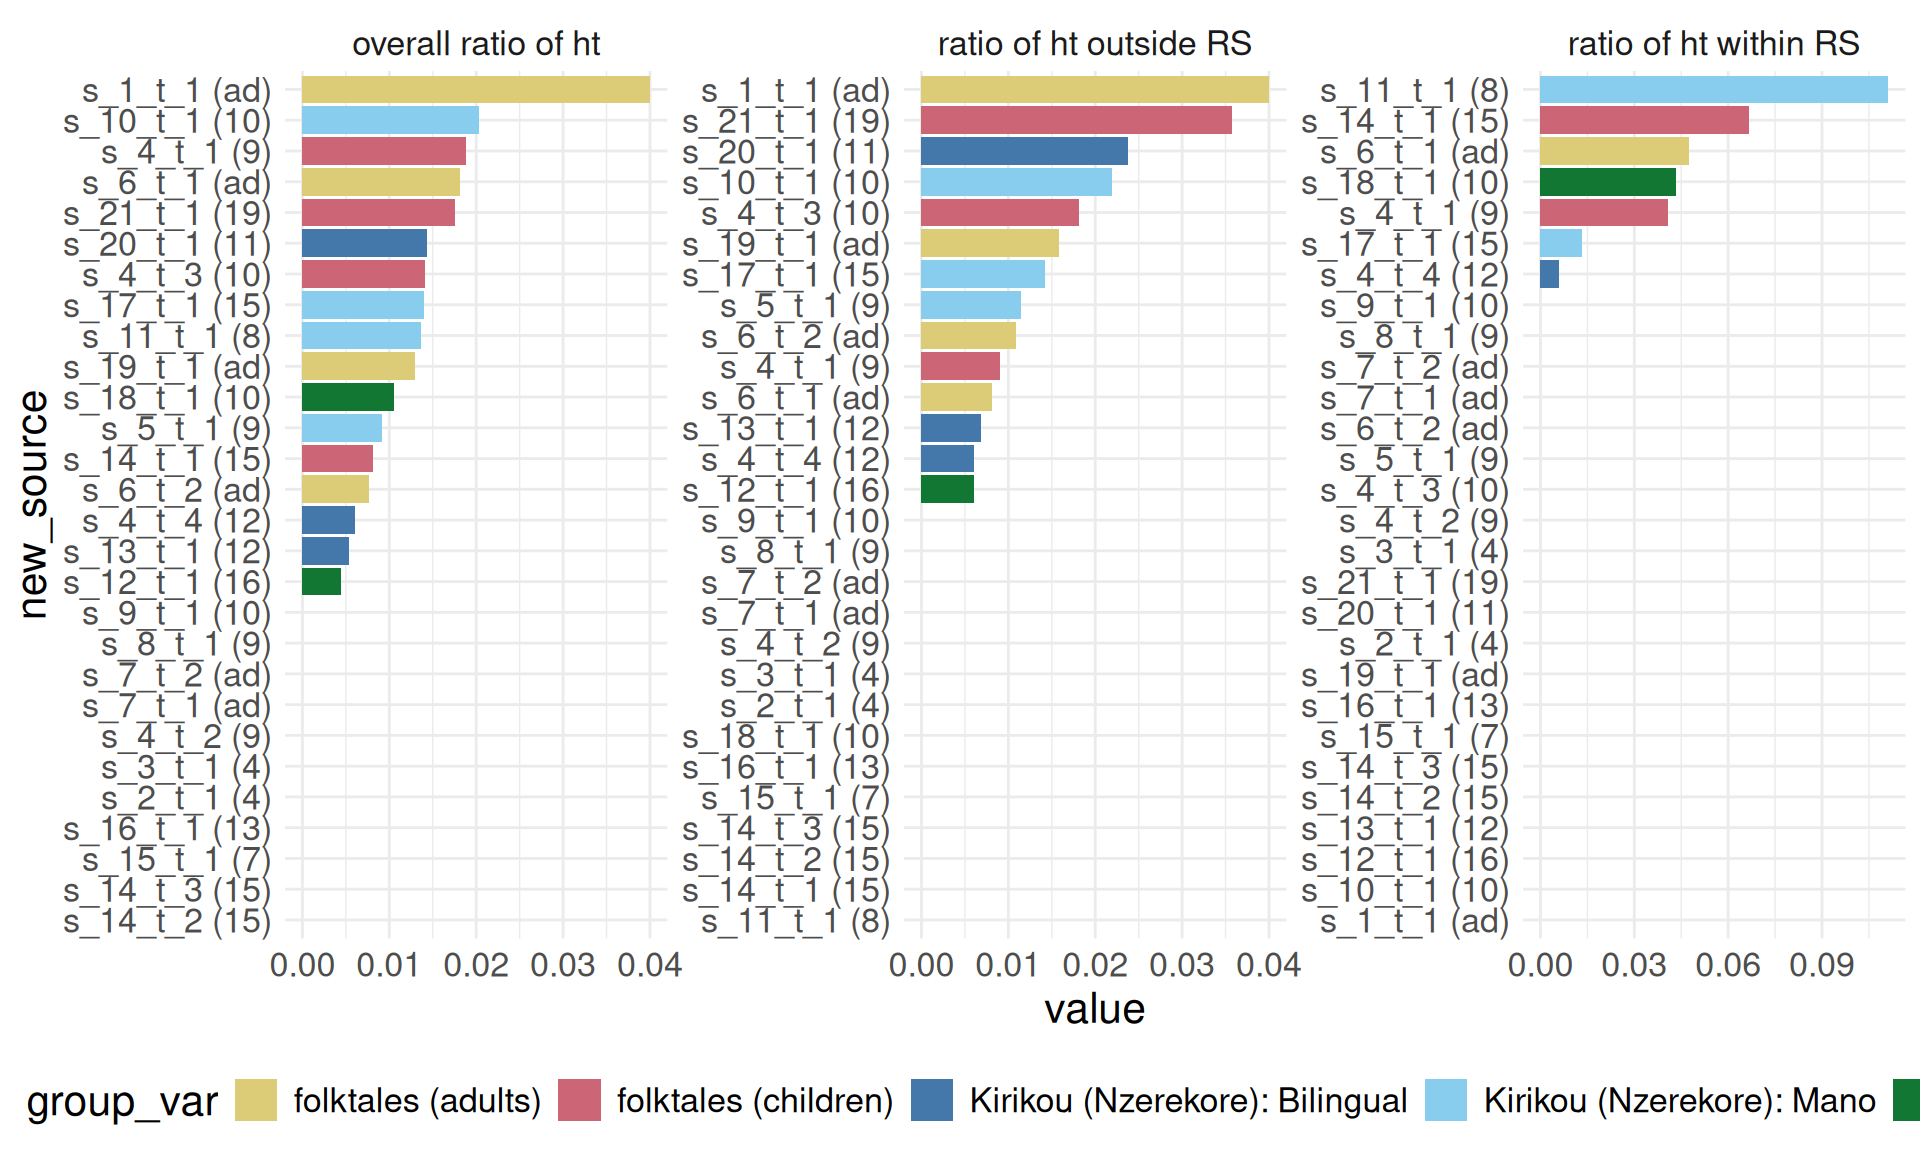 overall ratio of ht
s_1_t_1 (ad)
s_10_t_1 (10)
s_4_t_1 (9)
s_6_t_1 (ad)
s_21_t_1 (19)
s_20_t_1 (11)
s_4_t_3 (10)
s_17_t_1 (15)
s_11_t_1 (8)
s_19_t_1 (ad)
s_18_t_1 (10)
s_5_t_1 (9)
s_14_t_1 (15)
s_6_t_2 (ad)
s_4_t_4 (12)
s_13_t_1 (12)
s_12_t_1 (16)
s_9_t_1 (10)
s_8_t_1 (9)
s_7_t_2 (ad)
s_7_t_1 (ad)
s_4_t_2 (9)
s_3_t_1 (4)
s_2_t_1 (4)
s_16_t_1 (13)
s_15_t_1 (7)
s_14_t_3 (15)
s_14_t_2 (15)
0.00 0.01 0.02 0.03 0.04
ratio of ht outside RS
s_1_t_1 (ad)
s_21_t_1 (19)
s_20_t_1 (11)
s_10_t_1 (10)
s_4_t_3 (10)
s_19_t_1 (ad)
s_17_t_1 (15)
s_5_t_1 (9)
s_6_t_2 (ad)
s_4_t_1 (9)
s_6_t_1 (ad)
s_13_t_1 (12)
s_4_t_4 (12)
s_12_t_1 (16)
s_9_t_1 (10)
s_8_t_1 (9)
s_7_t_2 (ad)
s_7_t_1 (ad)
s_4_t_2 (9)
s_3_t_1 (4)
s_2_t_1 (4)
s_18_t_1 (10)
s_16_t_1 (13)
s_15_t_1 (7)
s_14_t_3 (15)
s_14_t_2 (15)
s_14_t_1 (15)
s_11_t_1 (8)
0.00 0.01 0.02 0.03 0.04
ratio of ht within RS
s_11_t_1 (8)
s_14_t_1 (15)
s_6_t_1 (ad)
s_18_t_1 (10)
s_4_t_1 (9)
s_17_t_1 (15)
s_4_t_4 (12)
s_9_t_1 (10)
s_8_t_1 (9)
s_7_t_2 (ad)
s_7_t_1 (ad)
s_6_t_2 (ad)
s_5_t_1 (9)
s_4_t_3 (10)
s_4_t_2 (9)
s_3_t_1 (4)
s_21_t_1 (19)
s_20_t_1 (11)
s_2_t_1 (4)
s_19_t_1 (ad)
s_16_t_1 (13)
s_15_t_1 (7)
s_14_t_3 (15)
s_14_t_2 (15)
s_13_t_1 (12)
s_12_t_1 (16)
s_10_t_1 (10)
s_1_t_1 (ad)
0.00 0.03 0.06 0.09
new_source
value
group_var folktales (adults) folktales (children) Kirikou (Nzerekore): Bilingual Kirikou (Nzerekore): Mano